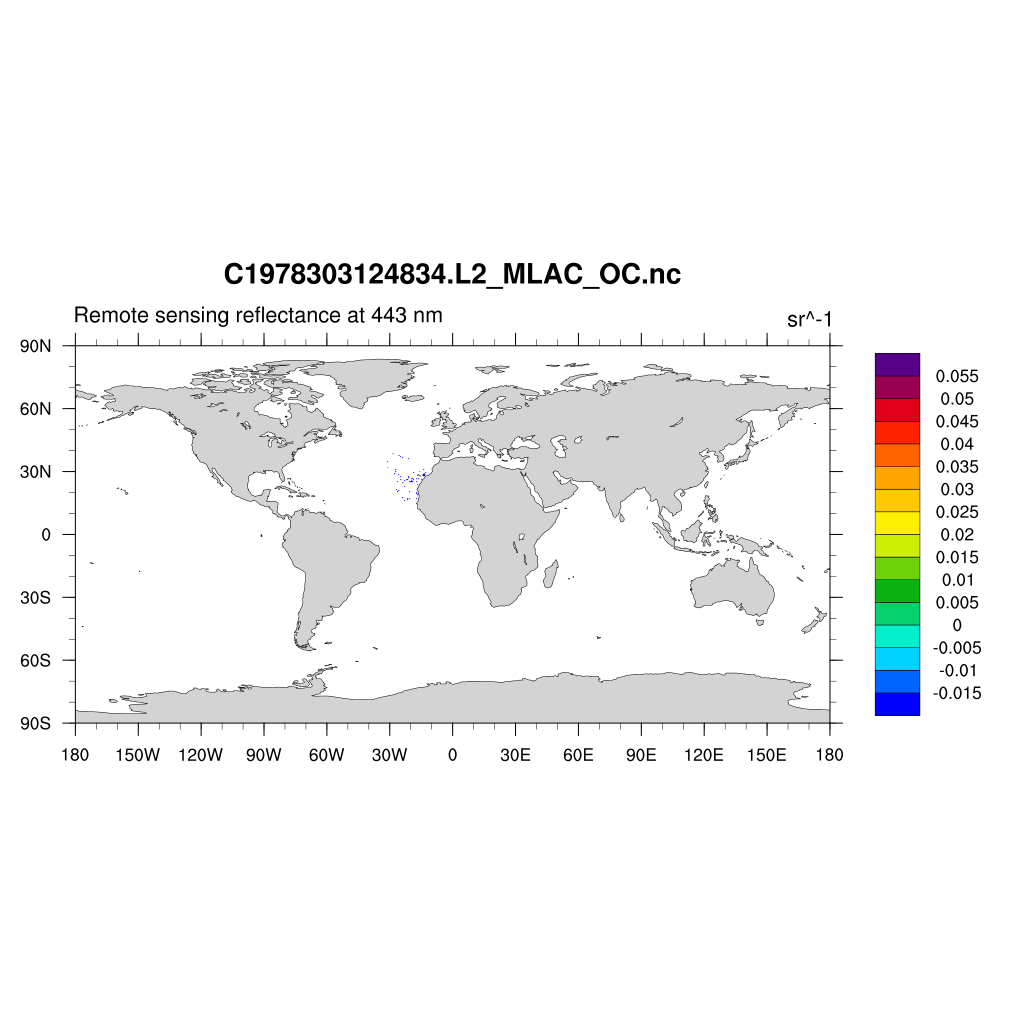 C1978303124834.L2_MLAC_OC.nc
Remote sensing reflectance at 443 nm
sr^-1
90N
60N
30N
0
30S
60S
90S
180 150W 120W 90W 60W 30W 0 30E 60E 90E 120E 150E 180
0.055
0.05
0.045
0.04
0.035
0.03
0.025
0.02
0.015
0.01
0.005
0
-0.005
-0.01
-0.015